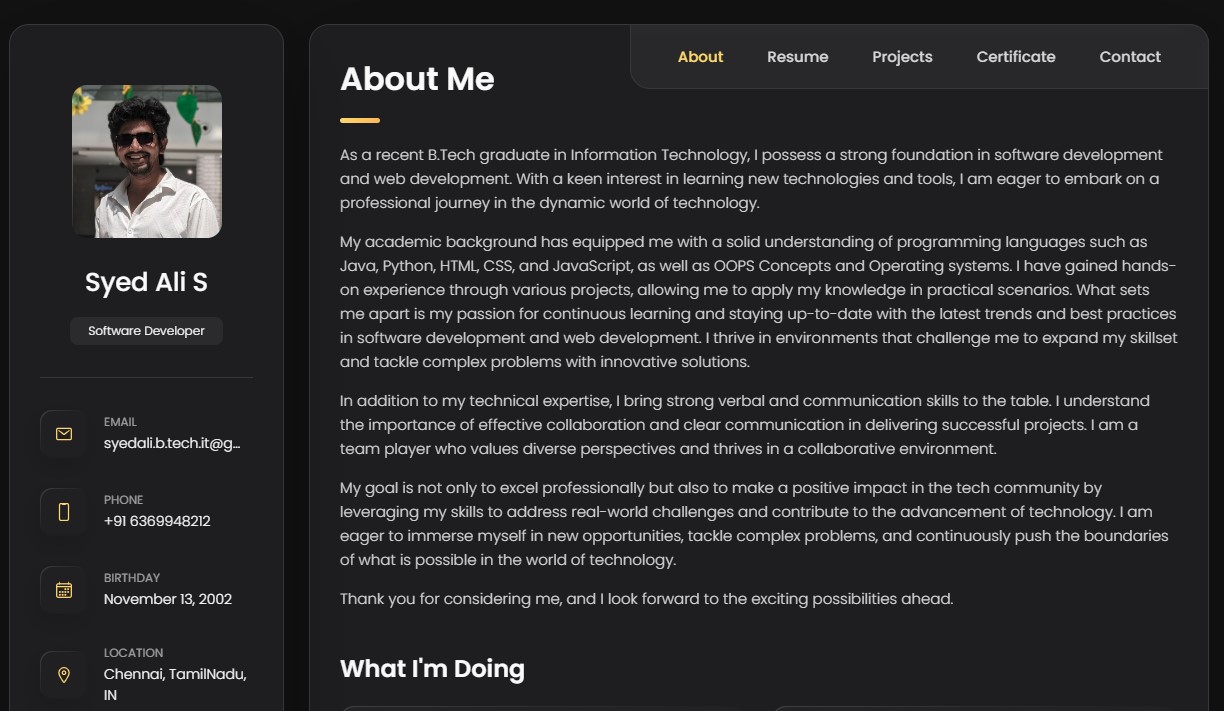 Syed Ali S
Software Developer
EMAIL
syedali.b.tech.it@g...
PHONE
+91 6369948212
BIRTHDAY
November 13, 2002
LOCATION
Chennai, TamilNadu,
IN
About
Resume
Projects
Certificate
Contact
About Me
As a recent B.Tech graduate in Information Technology, I possess a strong foundation in software development
and web development. With a keen interest in learning new technologies and tools, I am eager to embark on a
professional journey in the dynamic world of technology.
My academic background has equipped me with a solid understanding of programming languages such as
Java, Python, HTML, CSS, and JavaScript, as well as OOPS Concepts and Operating systems. I have gained hands-
on experience through various projects, allowing me to apply my knowledge in practical scenarios. What sets
me apart is my passion for continuous learning and staying up-to-date with the latest trends and best practices
in software development and web development. I thrive in environments that challenge me to expand my skillset
and tackle complex problems with innovative solutions.
In addition to my technical expertise, I bring strong verbal and communication skills to the table. I understand
the importance of effective collaboration and clear communication in delivering successful projects. I am a
team player who values diverse perspectives and thrives in a collaborative environment.
My goal is not only to excel professionally but also to make a positive impact in the tech community by
leveraging my skills to address real-world challenges and contribute to the advancement of technology. I am
eager to immerse myself in new opportunities, tackle complex problems, and continuously push the boundaries
of what is possible in the world of technology.
Thank you for considering me, and I look forward to the exciting possibilities ahead.
What I'm Doing